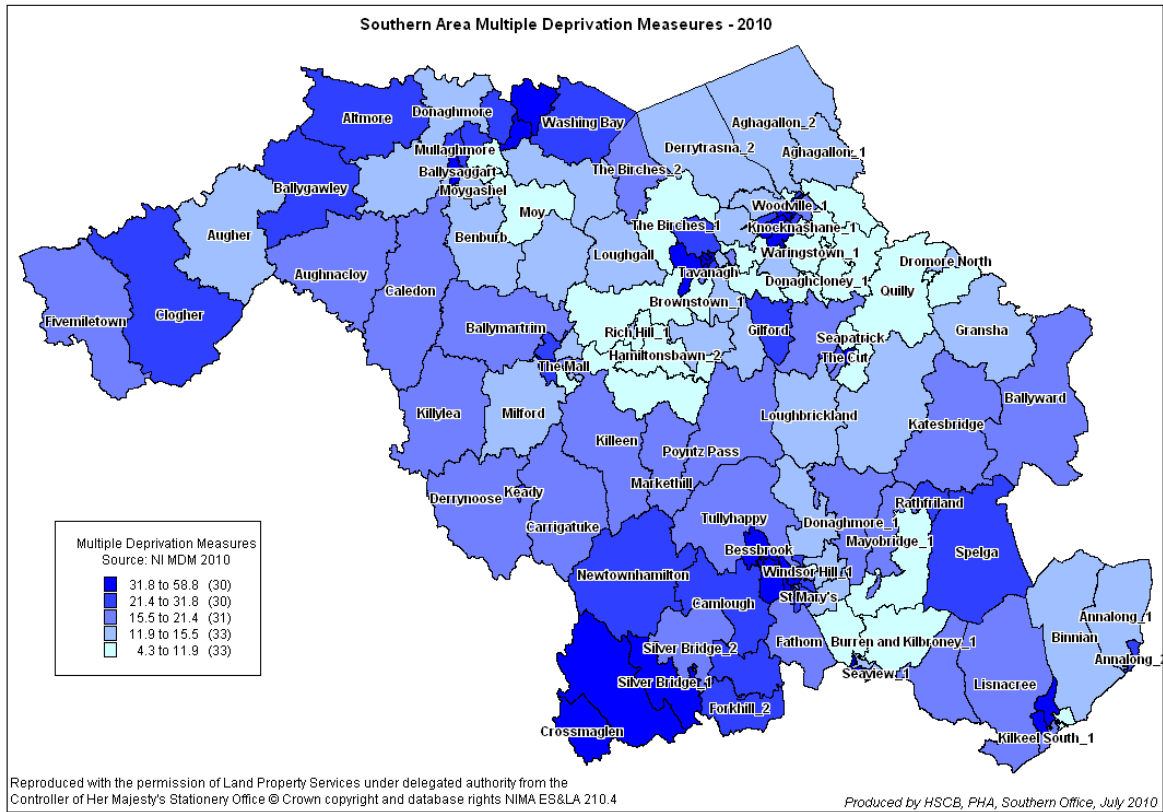 Southern Area Multiple Deprivation Measeures - 2010
Altmore
Donaghmore
Washing Bay
Aghagallon_2
Derrytrasna_2
Aghagallon_1
Mullaghmore
Ballysaggart
The Birches_2
Moygashel
Ballygawley
Moy
Woodville_1
Augher
Benburb
The Birches_1
Knocknashane_1
Loughgall
Waringstown_1
Dromore North
Aughnacloy
Tavanagh
Donaghcloney_1
Caledon
Quilly
Brownstown_1
Clogher
Fivemiletown
Ballymartrim
Rich Hill_1
Gilford
Seapatrick
Gransha
Hamiltonsbawn_2
The Cut
The Mall
Ballyward
Killylea
Milford
Loughbrickland
Katesbridge
Killeen
Poyntz Pass
Markethill
Derrynoose
Keady
Rathfriland
Carrigatuke
Tullyhappy
Donaghmore_1
Mayobridge_1
Bessbrook
Spelga
Newtownhamilton
Windsor Hill_1
Camlough
St Mary's
Annalong_1
Silver Bridge_2
Fathom
Burren and Kilbroney_1
Binnian
Annalong_2
Seaview_1
Silver Bridge_1
Lisnacree
Forkhill_2
Crossmaglen
Kilkeel South_1
Multiple Deprivation Measures
Source: NI MDM 2010
31.8 to 58.8 (30)
21.4 to 31.8 (30)
15.5 to 21.4 (31)
11.9 to 15.5 (33)
4.3 to 11.9 (33)
Reproduced with the permission of Land Property Services under delegated authority from the
Controller of Her Majesty's Stationery Office © Crown copyright and database rights NIMA ES&LA 210.4
Produced by HSCB, PHA, Southern Office, July 2010